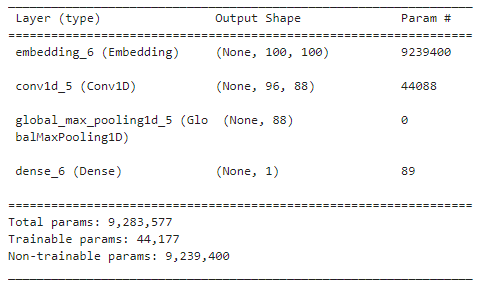 Layer (type) Output Shape Param #
embedding_6 (Embedding) (None, 100, 100) 9239400
conv1d_5 (Conv1D) (None, 96, 88) 44088
global_max_pooling1d_5 (Glo (None, 88) 0
balMaxPooling1D)
dense_6 (Dense) (None, 1) 89
Total params: 9,283,577
Trainable params: 44,177
Non-trainable params: 9,239,400